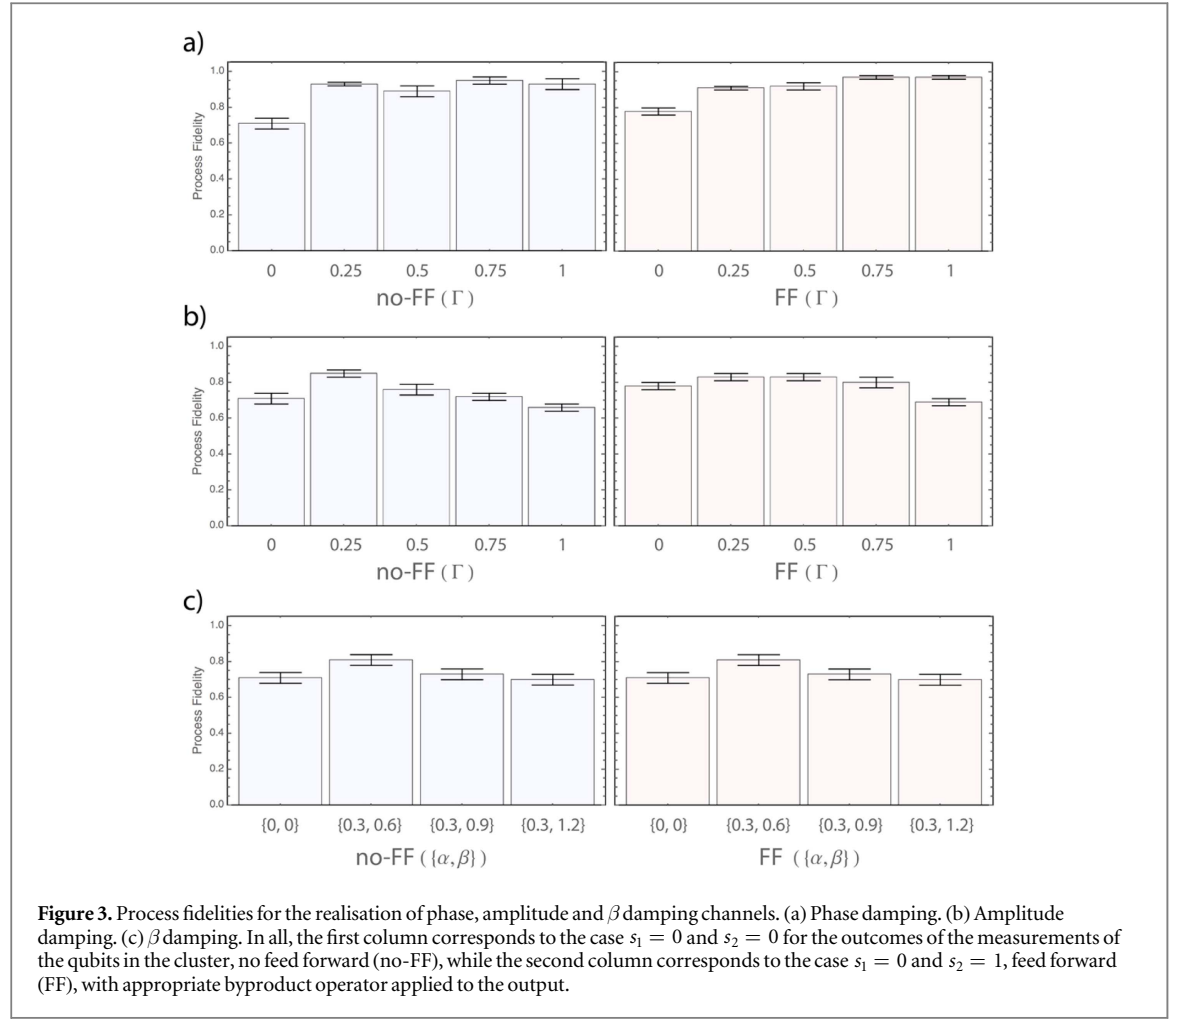 a)
Process Fidelity
1.0
0.8
0.6
0.4
0.2
0.0
0 0.25 0.5 0.75 1
no-FF (Γ)
0 0.25 0.5 0.75 1
FF (Γ)
b)
Process Fidelity
1.0
0.8
0.6
0.4
0.2
0.0
0 0.25 0.5 0.75 1
no-FF (Γ)
0 0.25 0.5 0.75 1
FF (Γ)
c)
Process Fidelity
1.0
0.8
0.6
0.4
0.2
0.0
{0, 0} {0.3, 0.6} {0.3, 0.9} {0.3, 1.2}
no-FF ({α,β})
{0, 0} {0.3, 0.6} {0.3, 0.9} {0.3, 1.2}
FF ({α,β})
Figure 3. Process fidelities for the realisation of phase, amplitude and β damping channels. (a) Phase damping. (b) Amplitude
damping. (c) β damping. In all, the first column corresponds to the case s₁ = 0 and s₂ = 0 for the outcomes of the measurements of
the qubits in the cluster, no feed forward (no-FF), while the second column corresponds to the case s₁ = 0 and s₂ = 1, feed forward
(FF), with appropriate byproduct operator applied to the output.